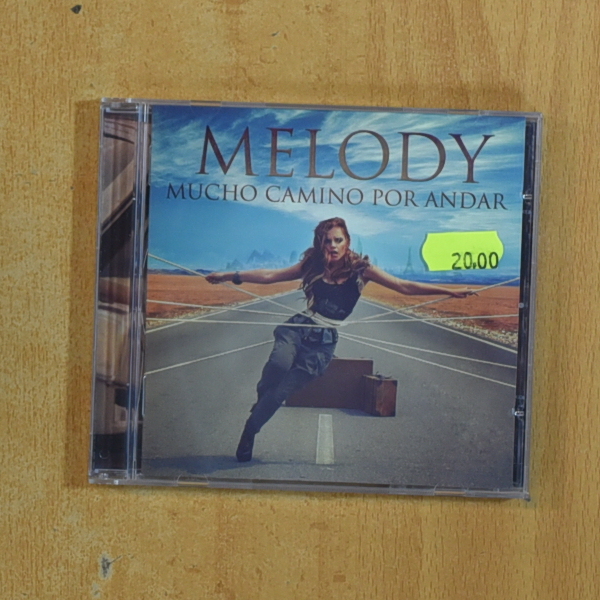 MELODY
MUCHO CAMINO POR ANDAR
20.00